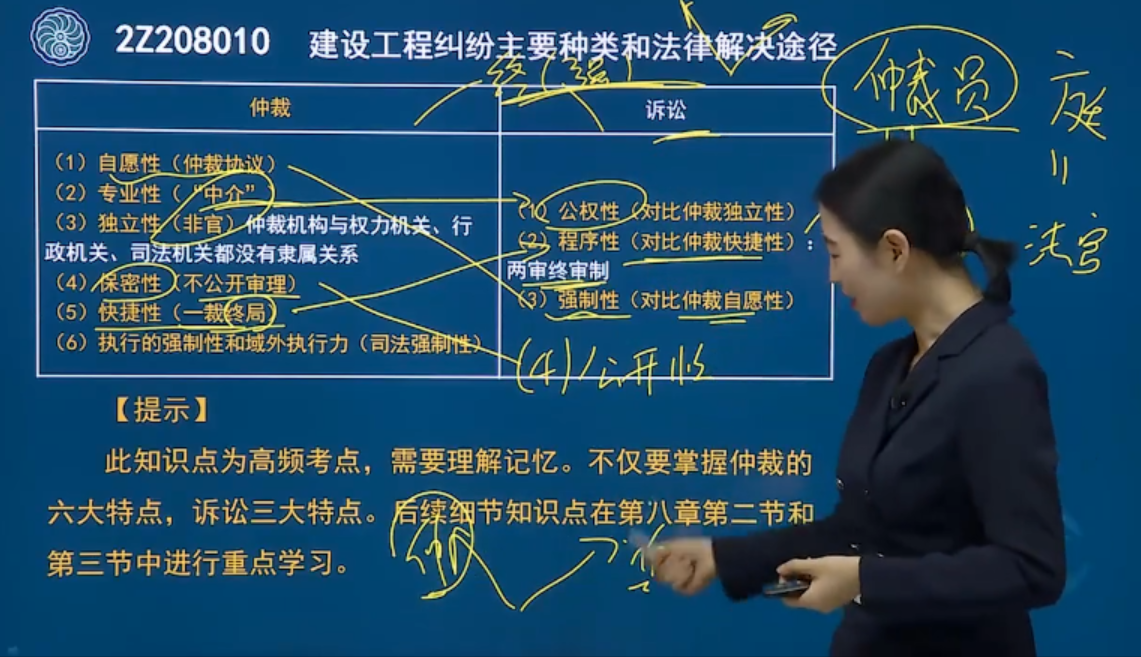 2Z208010 建设工程纠纷主要种类和法律解决途径
终(强)
仲裁员
仲裁
诉讼
(1)自愿性(仲裁协议)
(2)专业性(“中介”
(3)独立性(非官)仲裁机构与权力机关、行
政机关、司法机关都没有隶属关系
(4)保密性(不公开审理)
(5)快捷性(一裁终局)
(6)执行的强制性和域外执行力(司法强制性)
(1)公权性(对比仲裁独立性)
(2)程序性(对比仲裁快捷性):
两审终审制
(3)强制性(对比仲裁自愿性)
(4)公开性
庭
法官
【提示】
此知识点为高频考点,需要理解记忆。不仅要掌握仲裁的
六大特点,诉讼三大特点。后续细节知识点在第八章第二节和
第三节中进行重点学习。